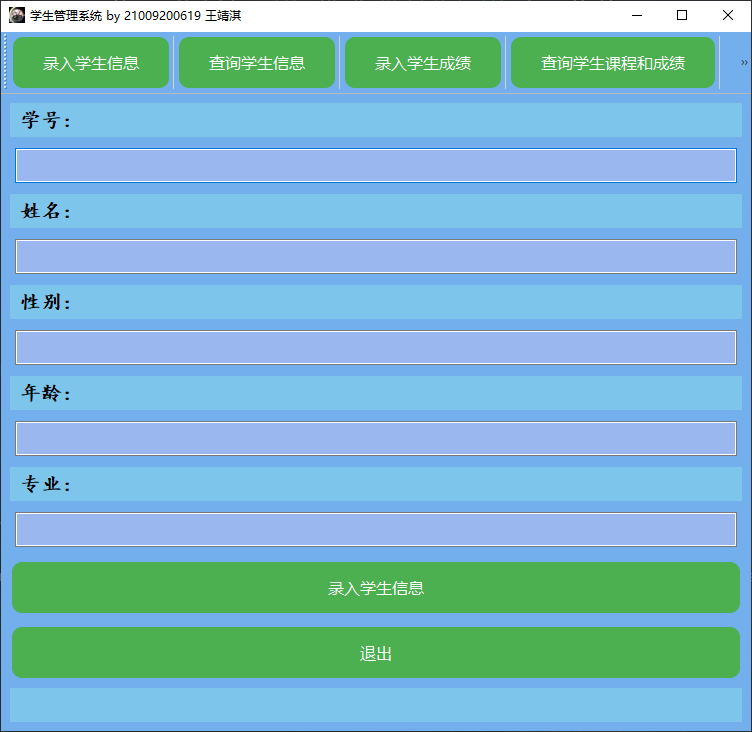 学生管理系统 by 21009200619 王靖淇
录入学生信息 查询学生信息 录入学生成绩 查询学生课程和成绩 »
学号:
姓名:
性别:
年龄:
专业:
录入学生信息
退出